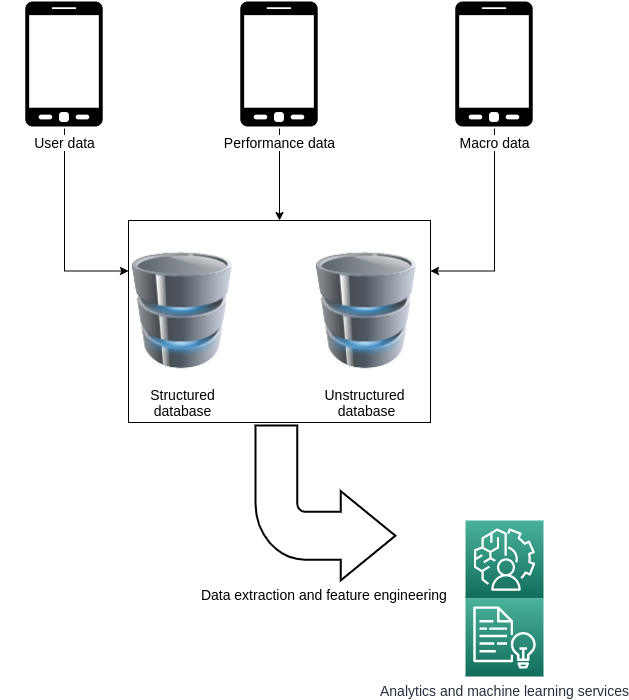 User data
Performance data
Macro data
Structured
database
Unstructured
database
Data extraction and feature engineering
Analytics and machine learning services